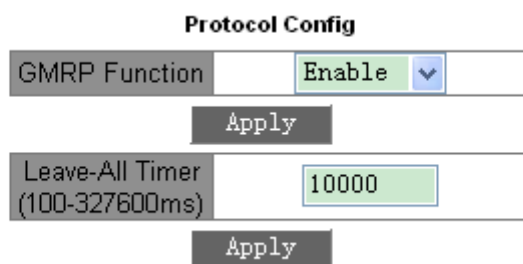 Protocol Config
GMRP Function Enable
Apply
Leave-All Timer
(100-327600ms) 10000
Apply